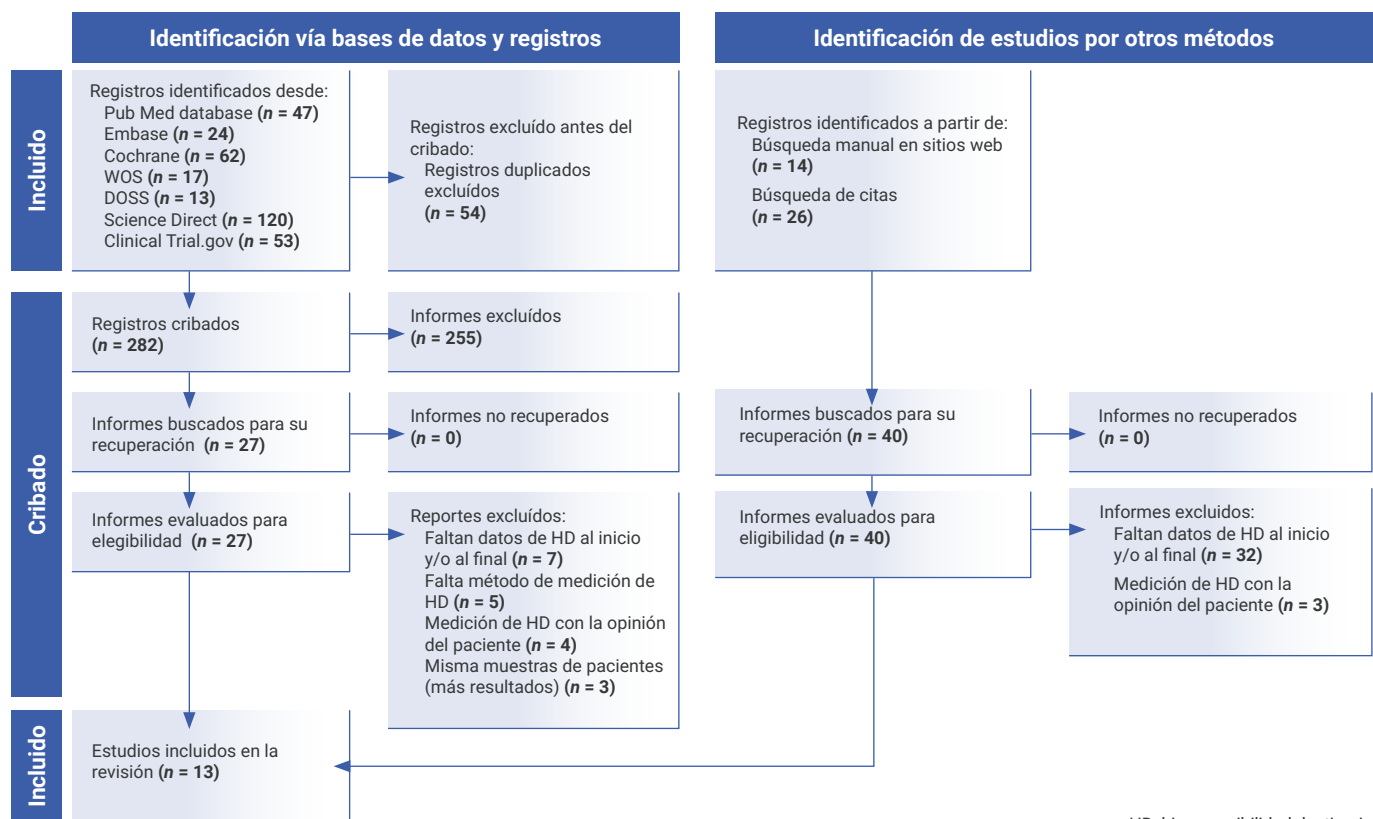 Identificación vía bases de datos y registros
Identificación de estudios por otros métodos
Incluido
Registros identificados desde:
Pub Med database (n = 47)
Embase (n = 24)
Cochrane (n = 62)
WOS (n = 17)
DOSS (n = 13)
Science Direct (n = 120)
Clinical Trial.gov (n = 53)
Registros excluído antes del
cribado:
Registros duplicados
excluídos
(n = 54)
Registros identificados a partir de:
Búsqueda manual en sitios web
(n = 14)
Búsqueda de citas
(n = 26)
Cribado
Registros cribados
(n = 282)
Informes excluídos
(n = 255)
Informes buscados para su
recuperación (n = 27)
Informes no recuperados
(n = 0)
Informes buscados para su
recuperación (n = 40)
Informes no recuperados
(n = 0)
Informes evaluados para
elegibilidad (n = 27)
Reportes excluídos:
Faltan datos de HD al inicio
y/o al final (n = 7)
Falta método de medición de
HD (n = 5)
Medición de HD con la opinión
del paciente (n = 4)
Misma muestras de pacientes
(más resultados) (n = 3)
Informes evaluados para
eligibilidad (n = 40)
Informes excluidos:
Faltan datos de HD al inicio
y/o al final (n = 32)
Medición de HD con la
opinión del paciente (n = 3)
Incluido
Estudios incluidos en la
revisión (n = 13)